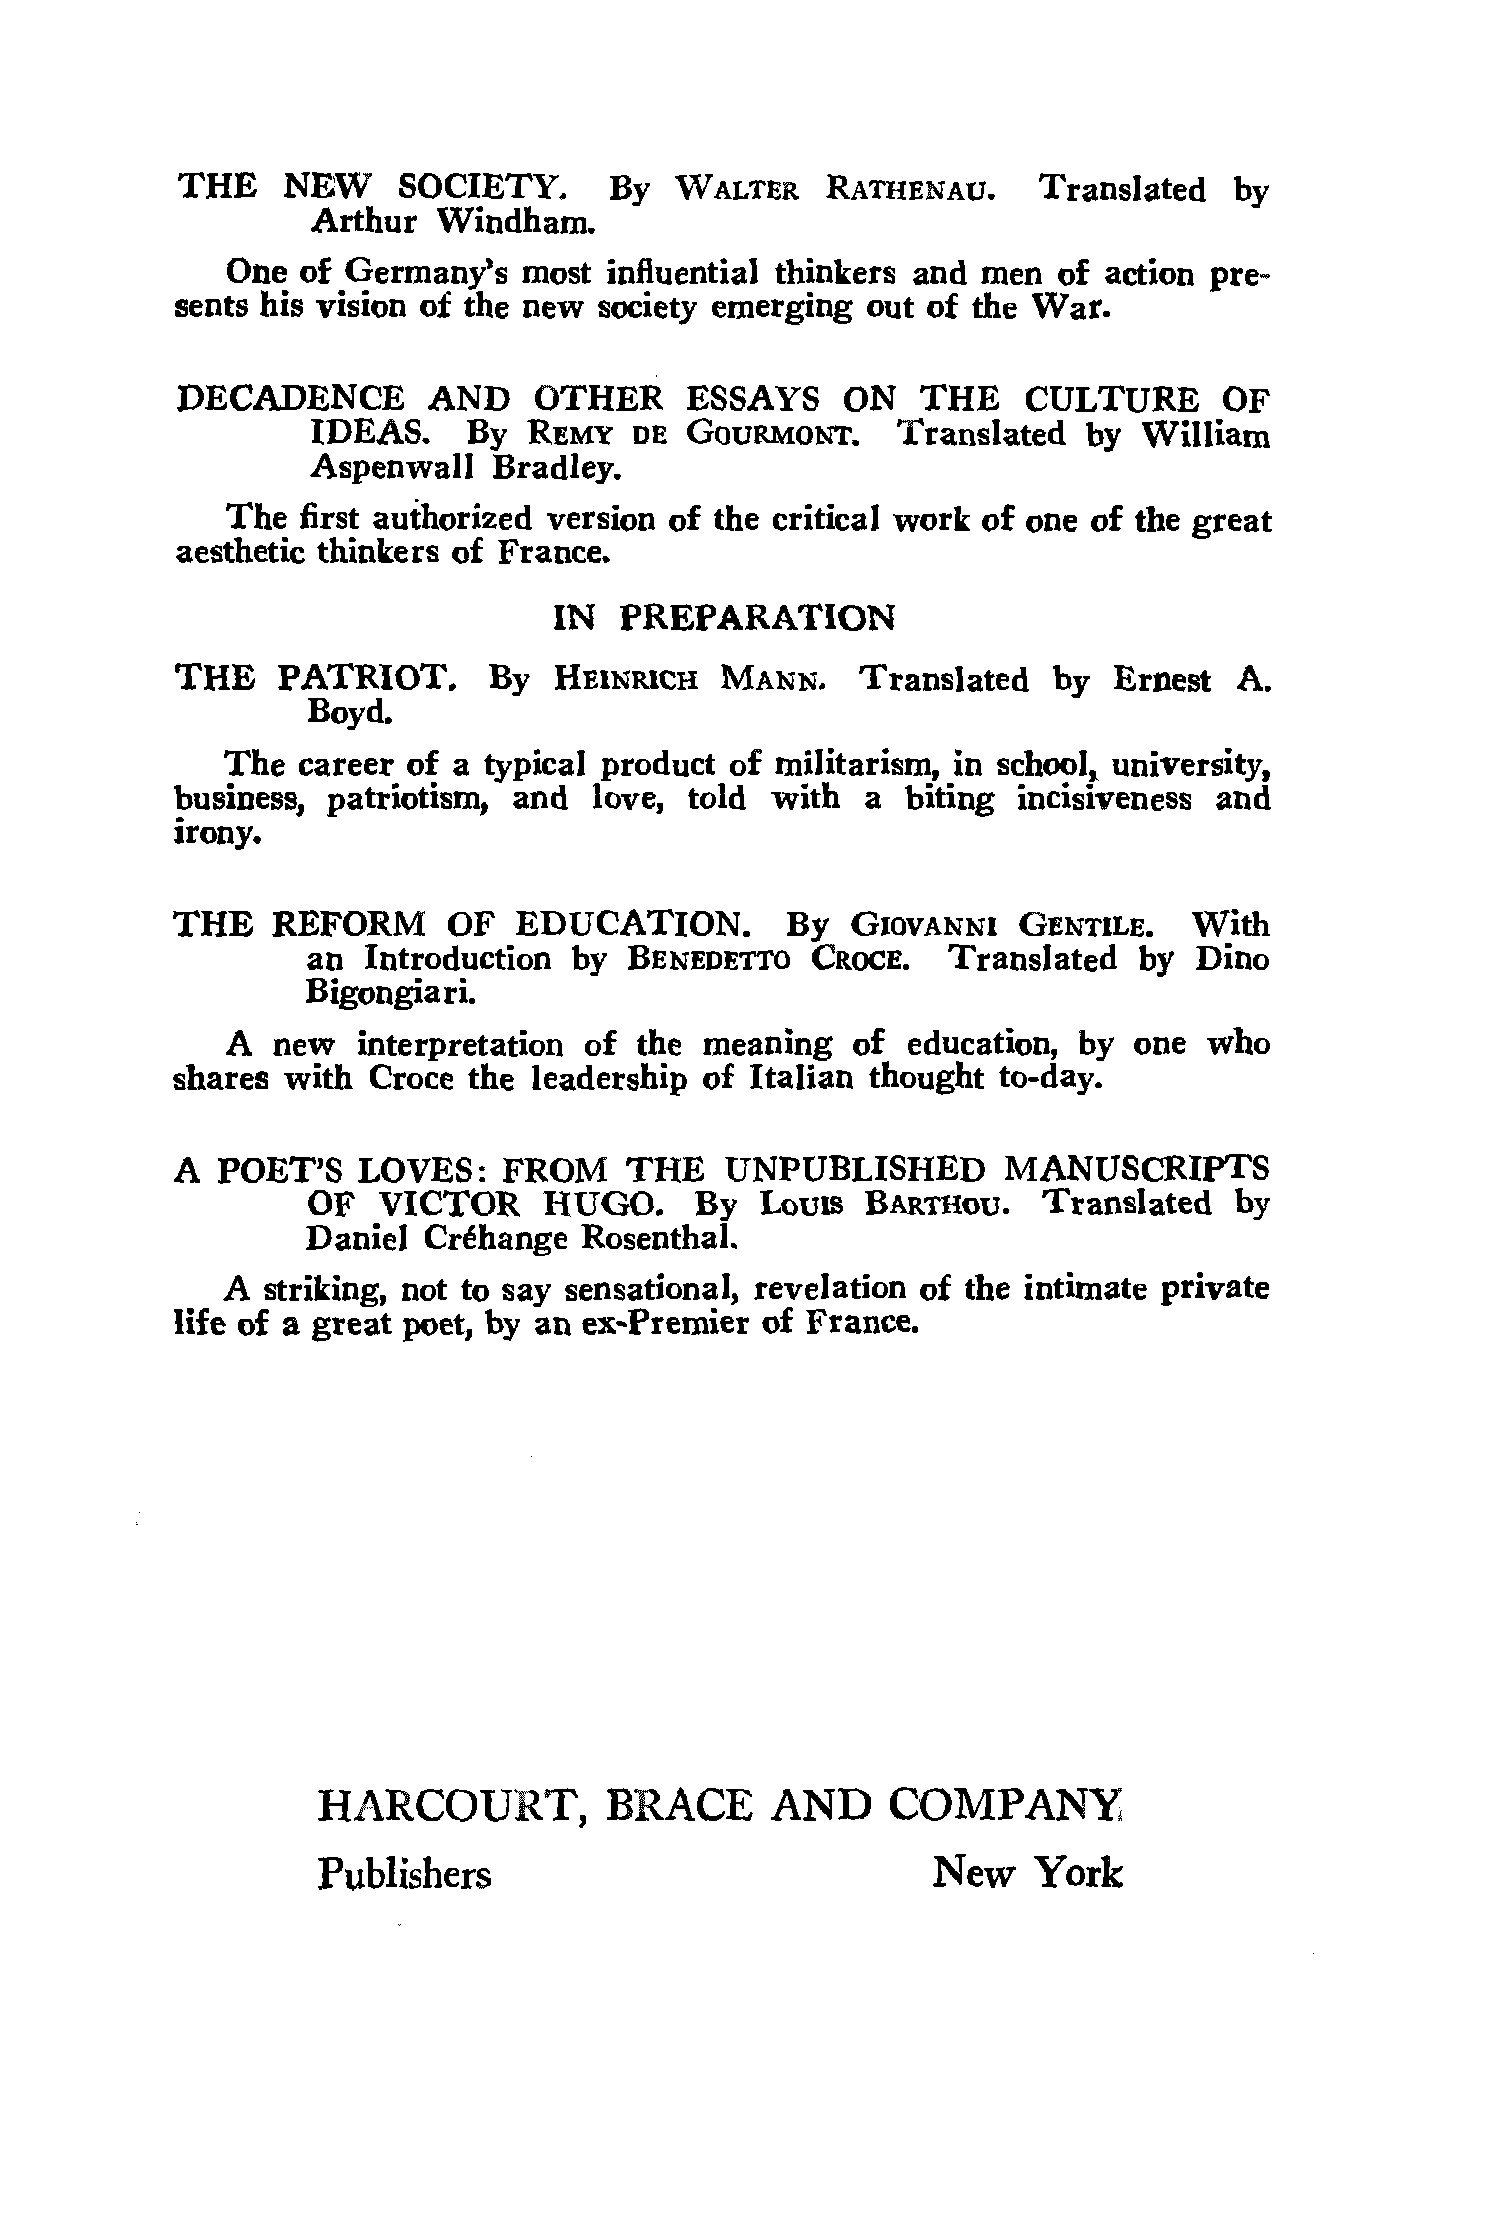 THE NEW SOCIETY. By WALTER RATHENAU. Translated by
Arthur Windham.
One of Germany's most influential thinkers and men of action pre-
sents his vision of the new society emerging out of the War.
DECADENCE AND OTHER ESSAYS ON THE CULTURE OF
IDEAS. By REMY DE GOURMONT. Translated by William
Aspenwall Bradley.
The first authorized version of the critical work of one of the great
aesthetic thinkers of France.
IN PREPARATION
THE PATRIOT. By HEINRICH MANN. Translated by Ernest A.
Boyd.
The career of a typical product of militarism, in school, university,
business, patriotism, and love, told with a biting incisiveness and
irony.
THE REFORM OF EDUCATION. By GIOVANNI GENTILE. With
an Introduction by BENEDETTO CROCE. Translated by Dino
Bigongiari.
A new interpretation of the meaning of education, by one who
shares with Croce the leadership of Italian thought to-day.
A POET'S LOVES: FROM THE UNPUBLISHED MANUSCRIPTS
OF VICTOR HUGO. By LOUIS BARTHOU. Translated by
Daniel Créhange Rosenthal.
A striking, not to say sensational, revelation of the intimate private
life of a great poet, by an ex-Premier of France.
HARCOURT, BRACE AND COMPANY
Publishers New York